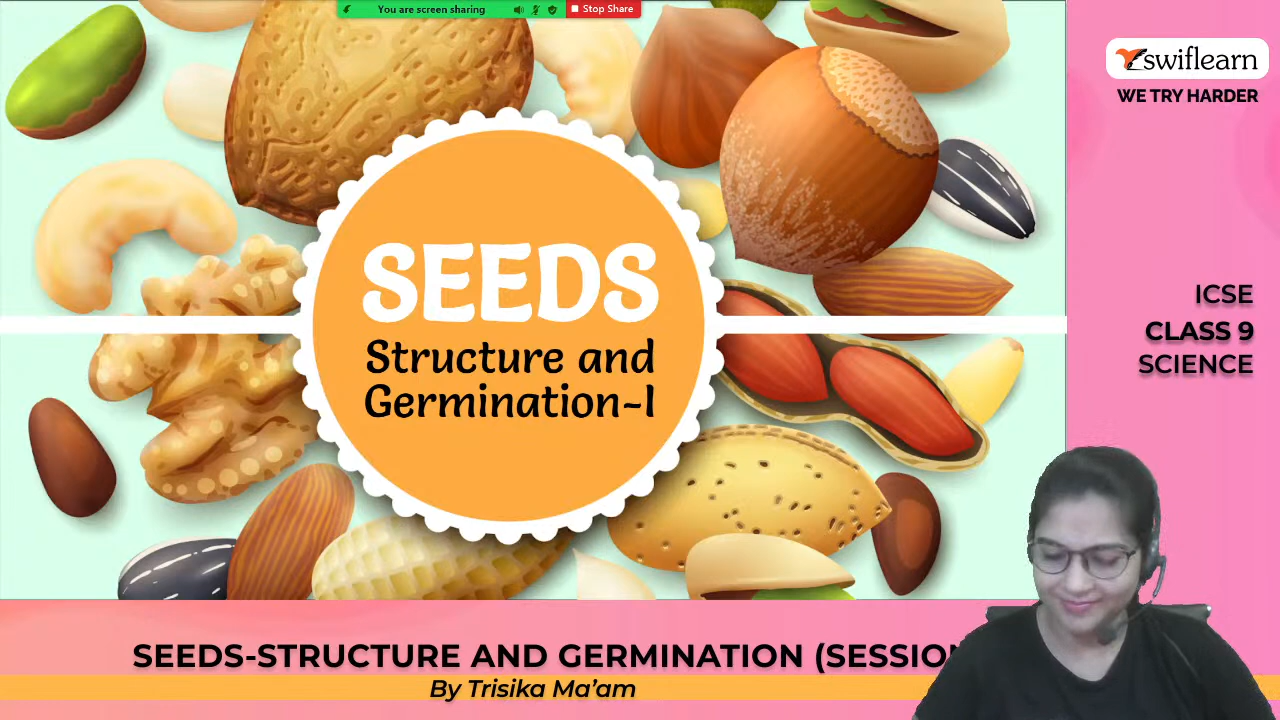 You are screen sharing
Stop Share
swiflearn
WE TRY HARDER
SEEDS
Structure and
Germination-I
ICSE
CLASS 9
SCIENCE
SEEDS-STRUCTURE AND GERMINATION
By Trisika Ma'am